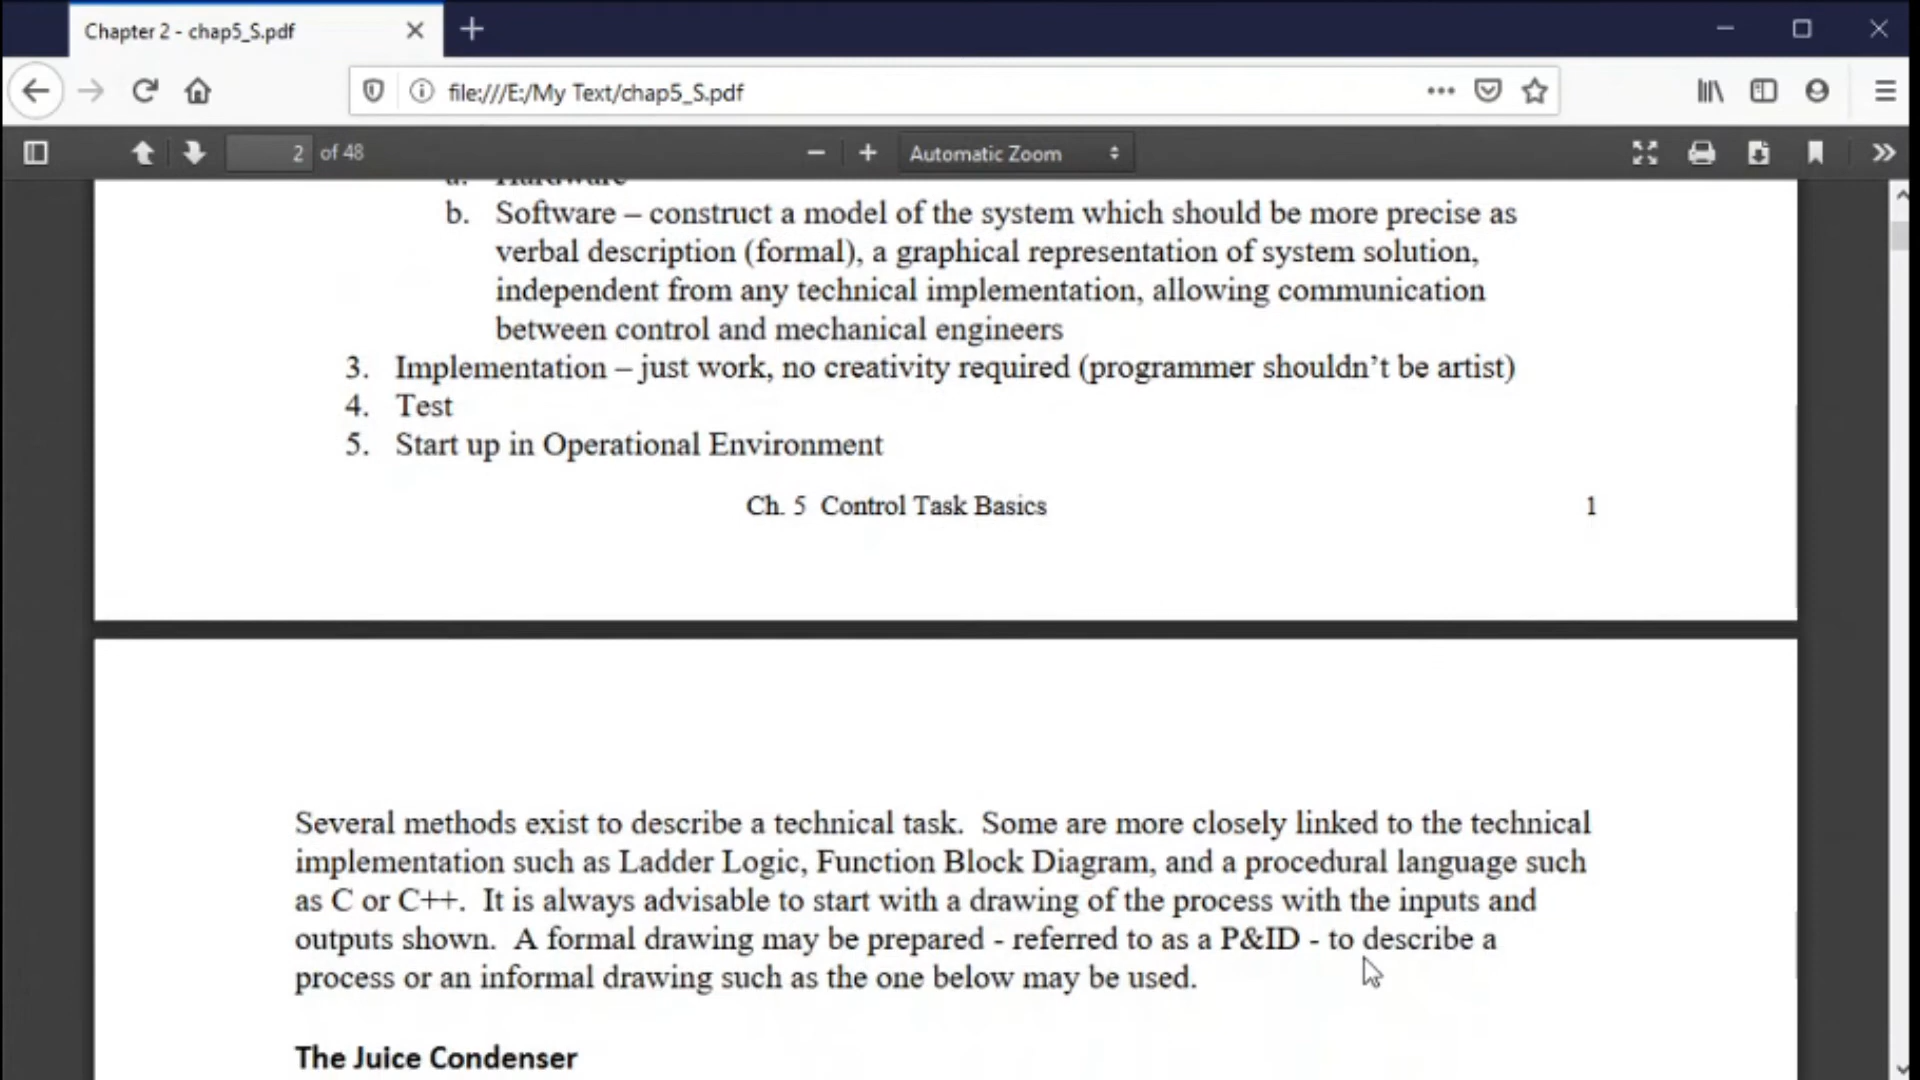 Chapter 2 - chap5_S.pdf
file:///E:/My Text/chap5_S.pdf
2 of 48
Automatic Zoom
a. Hardware
b. Software – construct a model of the system which should be more precise as
verbal description (formal), a graphical representation of system solution,
independent from any technical implementation, allowing communication
between control and mechanical engineers
3. Implementation – just work, no creativity required (programmer shouldn’t be artist)
4. Test
5. Start up in Operational Environment
Ch. 5 Control Task Basics 1
Several methods exist to describe a technical task. Some are more closely linked to the technical
implementation such as Ladder Logic, Function Block Diagram, and a procedural language such
as C or C++. It is always advisable to start with a drawing of the process with the inputs and
outputs shown. A formal drawing may be prepared - referred to as a P&ID - to describe a
process or an informal drawing such as the one below may be used.
The Juice Condenser